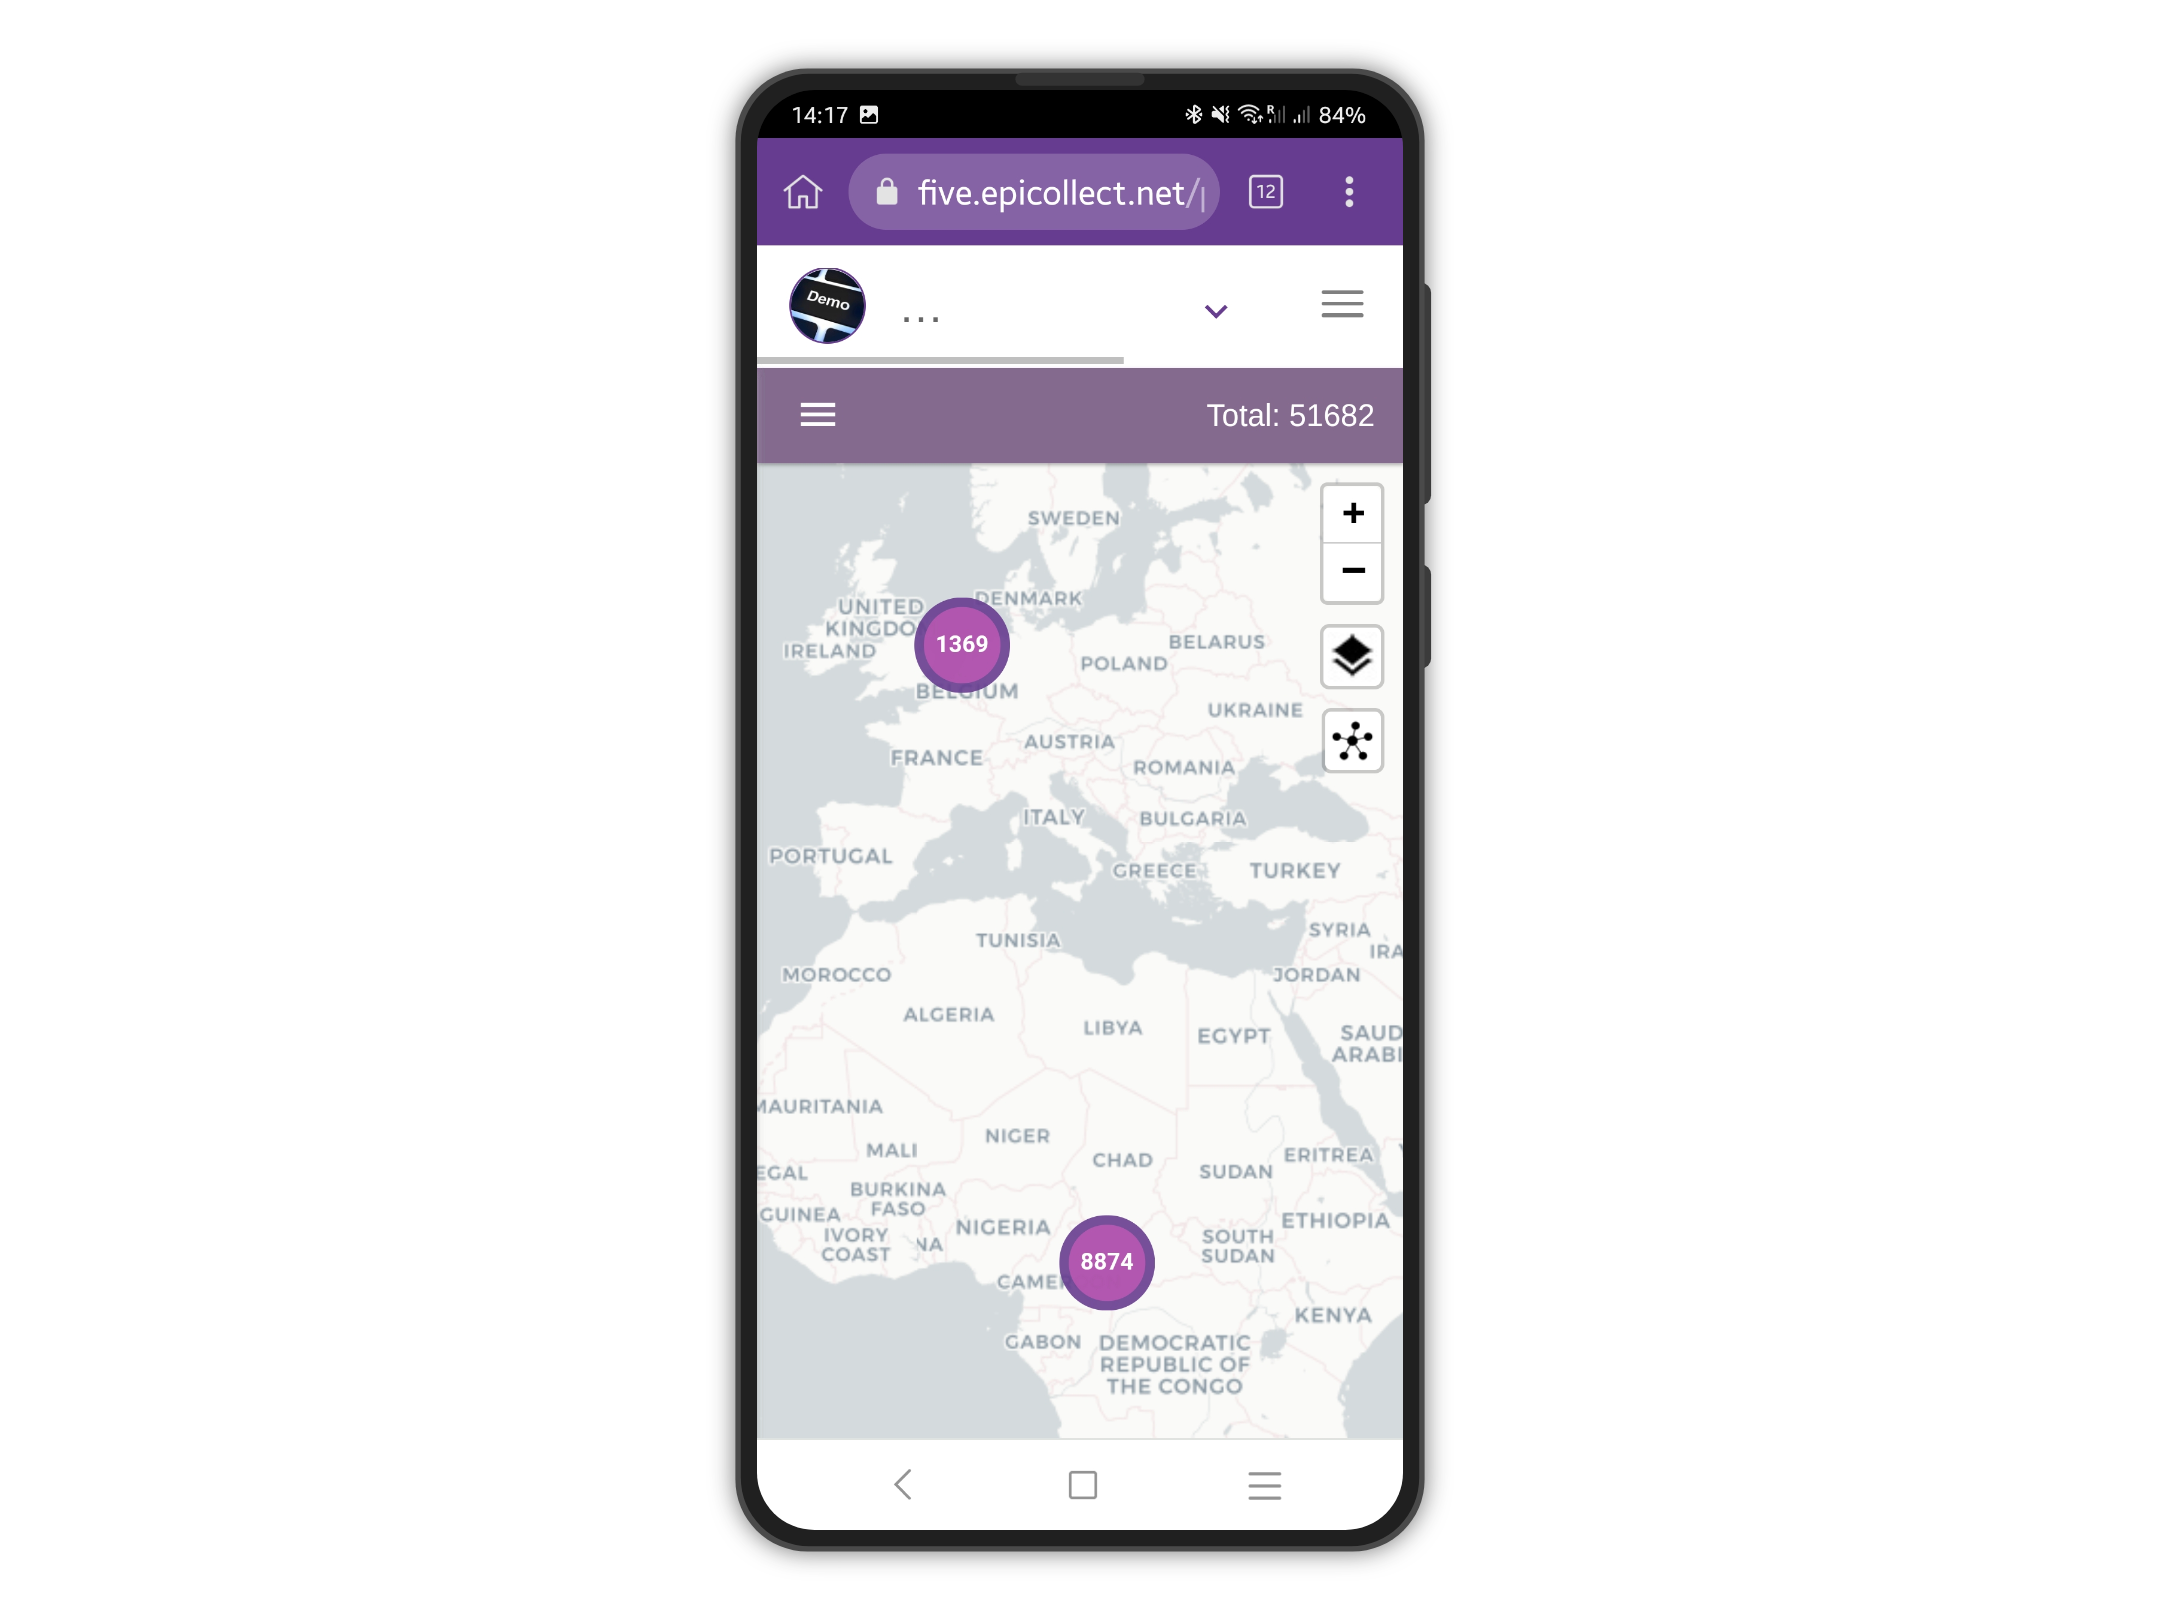 14:17
R
84%
five.epicollect.net/
12
Demo
...
Total: 51682
+
−
SWEDEN
DENMARK
UNITED
KINGDO
1369
IRELAND
BELARUS
POLAND
BELGIUM
UKRAINE
AUSTRIA
FRANCE
ROMANIA
ITALY
BULGARIA
PORTUGAL
GREECE
TURKEY
SYRIA
TUNISIA
IRA
MOROCCO
JORDAN
ALGERIA
LIBYA
EGYPT
SAUD
ARABI
MAURITANIA
NIGER
MALI
CHAD
ERITREA
EGAL
SUDAN
BURKINA
FASO
GUINEA
NIGERIA
ETHIOPIA
IVORY
COAST
NA
SOUTH
SUDAN
8874
CAMER
KENYA
GABON
DEMOCRATIC
REPUBLIC OF
THE CONGO